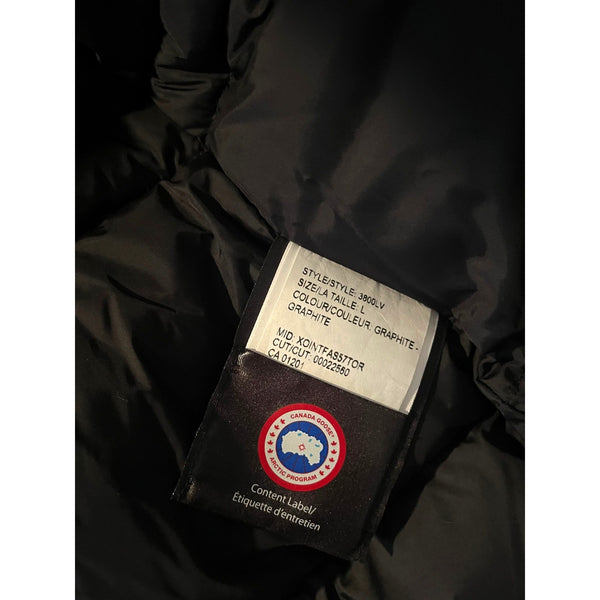 STYLE/STYLE: 3800LV
SIZE/LA TAILLE: L
COLOUR/COULEUR: GRAPHITE -
GRAPHITE
MID: XOINTFAS57TOR
CUT/CUT: 00022560
CA 01201
CANADA GOOSE®
ARCTIC PROGRAM
Content Label/
Étiquette d'entretien